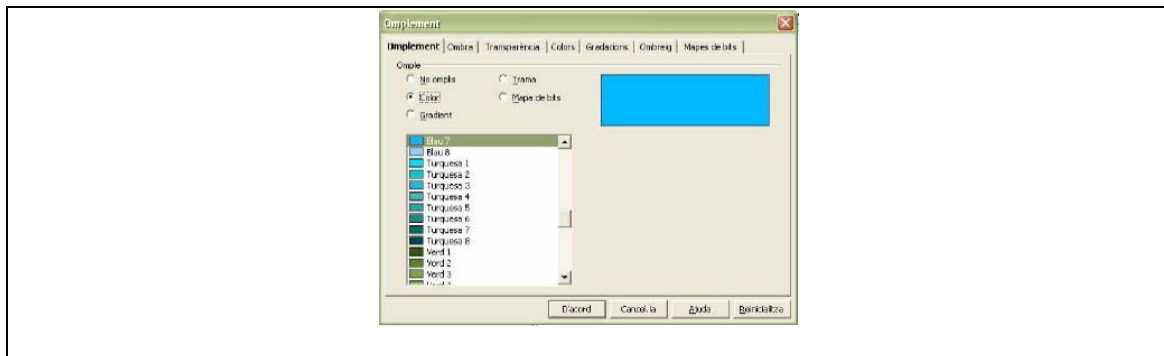 Omplement
Omplement Ombra Transparència Colors Gradacions Ombreig Mapes de bits
Omple
No omplis Trama
Color Mapa de bits
Gradient
Blau 7
Blau 8
Turquesa 1
Turquesa 2
Turquesa 3
Turquesa 4
Turquesa 5
Turquesa 6
Turquesa 7
Turquesa 8
Verd 1
Verd 2
Verd 3
D'acord Cancel.la Ajuda Reinicialitza